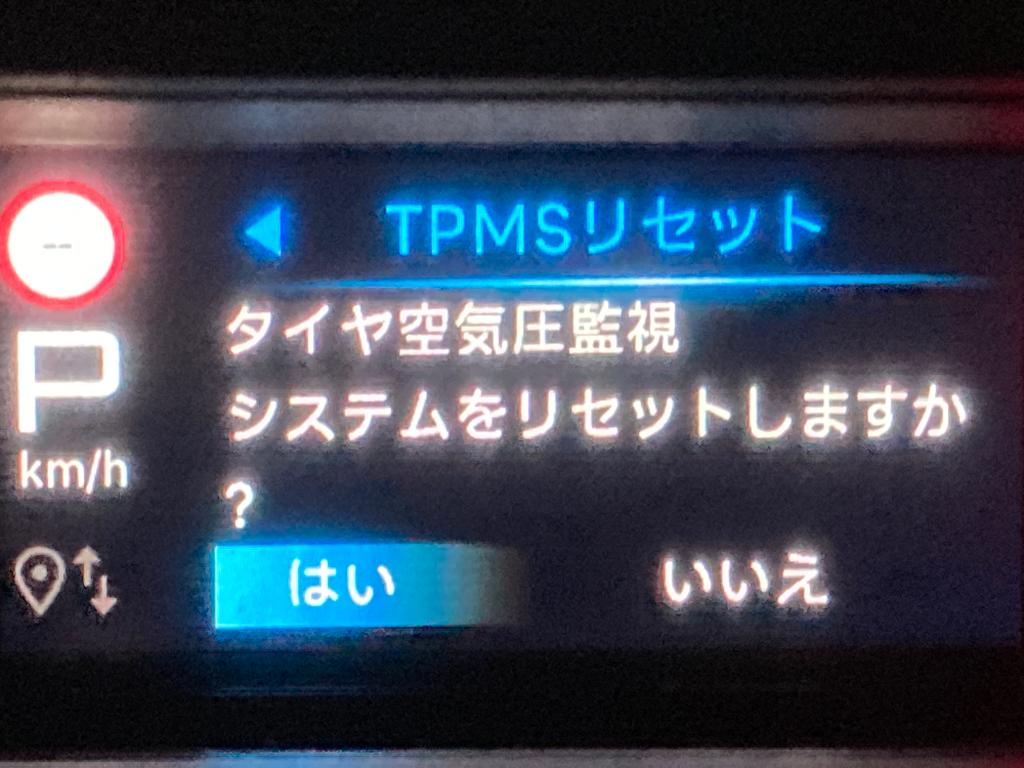 TPMSリセット
--
タイヤ空気圧監視
システムをリセットしますか
?
P
km/h
はい
いいえ